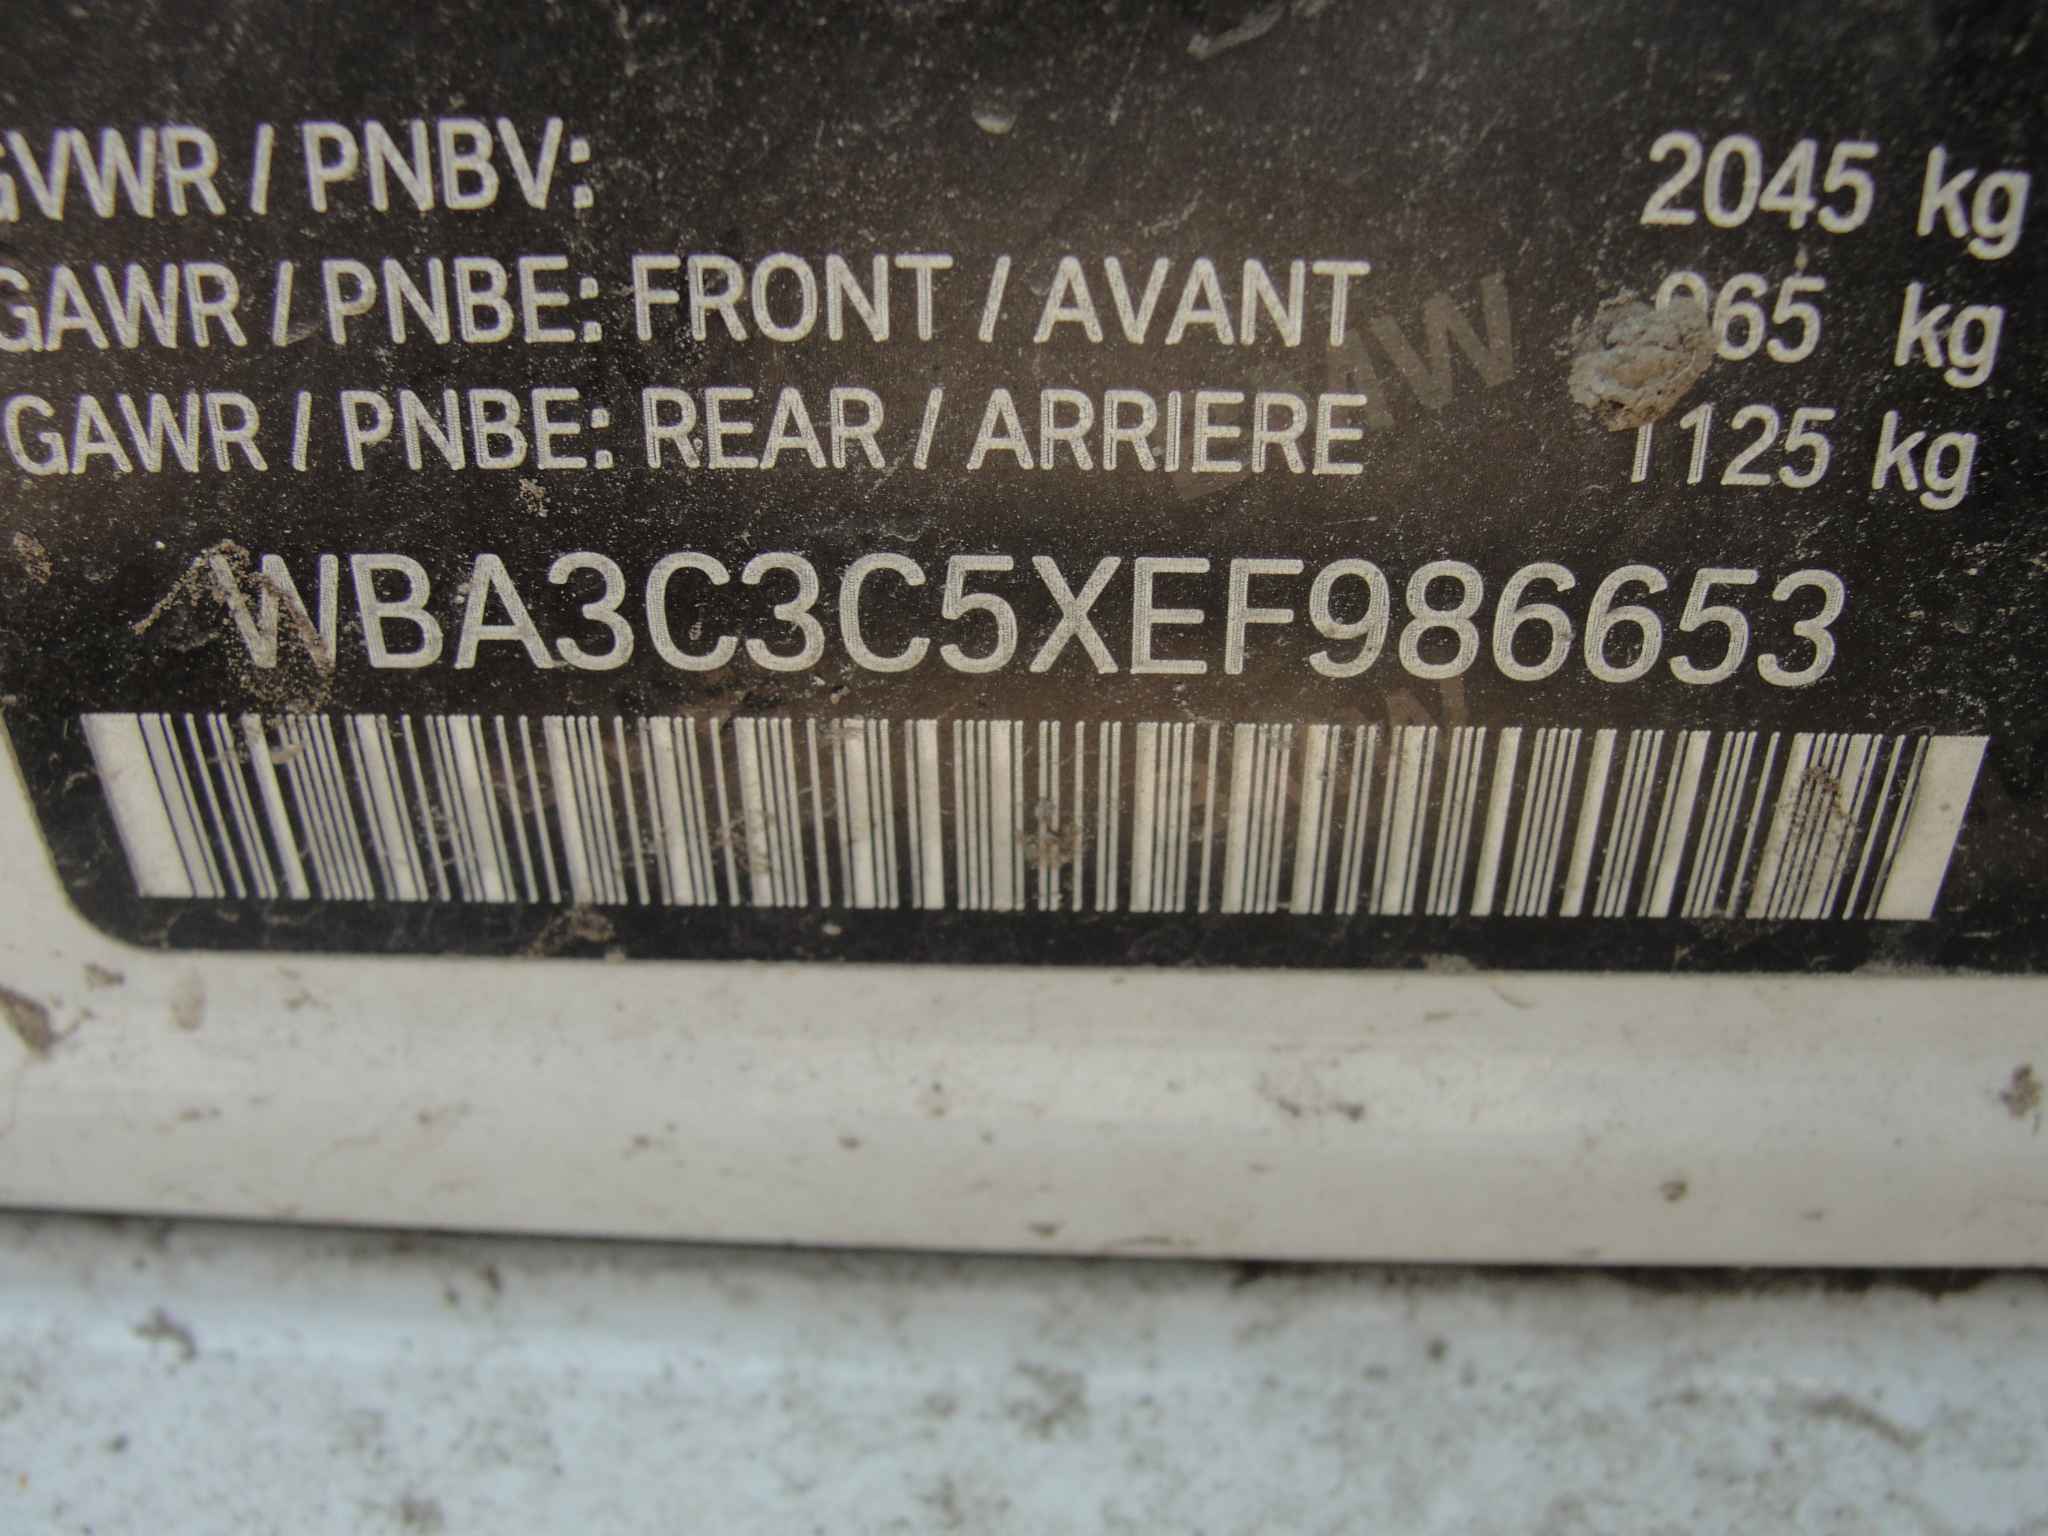 GVWR / PNBV: 2045 kg
GAWR / PNBE: FRONT / AVANT 965 kg
GAWR / PNBE: REAR / ARRIERE 1125 kg
WBA3C3C5XEF986653